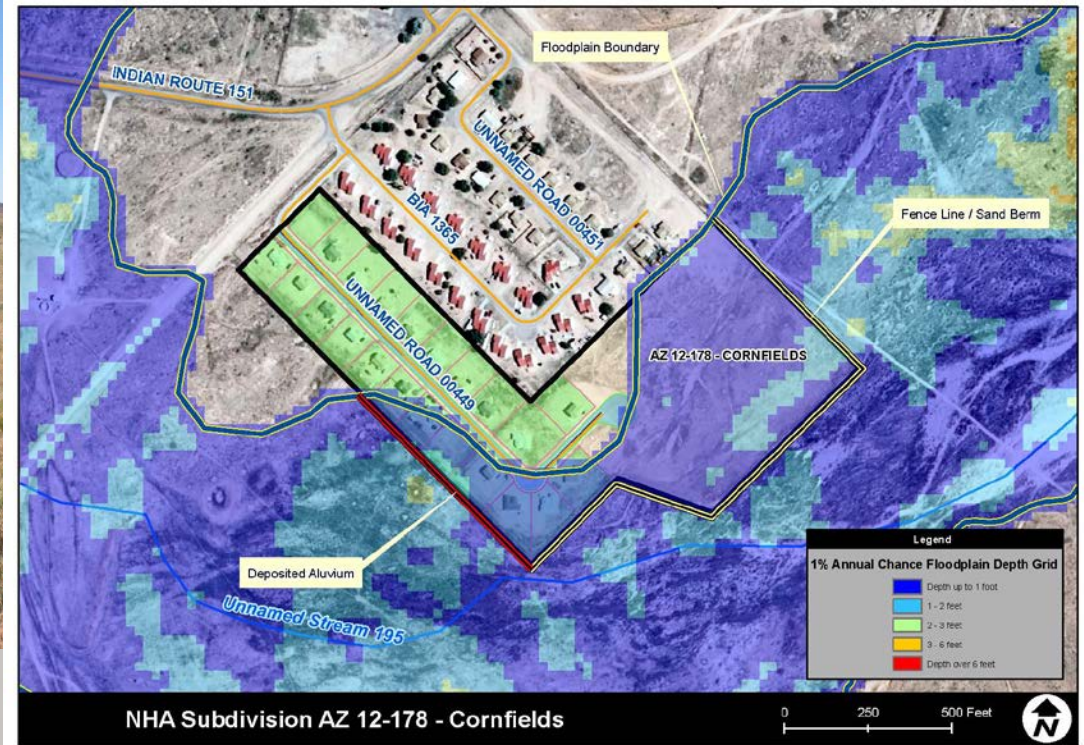 Floodplain Boundary
INDIAN ROUTE 151
UNNAMED ROAD 00451
Fence Line / Sand Berm
BIA 1365
UNNAMED ROAD 00449
AZ 12-178 - CORNFIELDS
Deposited Aluvium
Unnamed Stream 195
Legend
1% Annual Chance Floodplain Depth Grid
Depth up to 1 foot
1 - 2 feet
2 - 3 feet
3 - 6 feet
Depth over 6 feet
NHA Subdivision AZ 12-178 - Cornfields
0 250 500 Feet
N